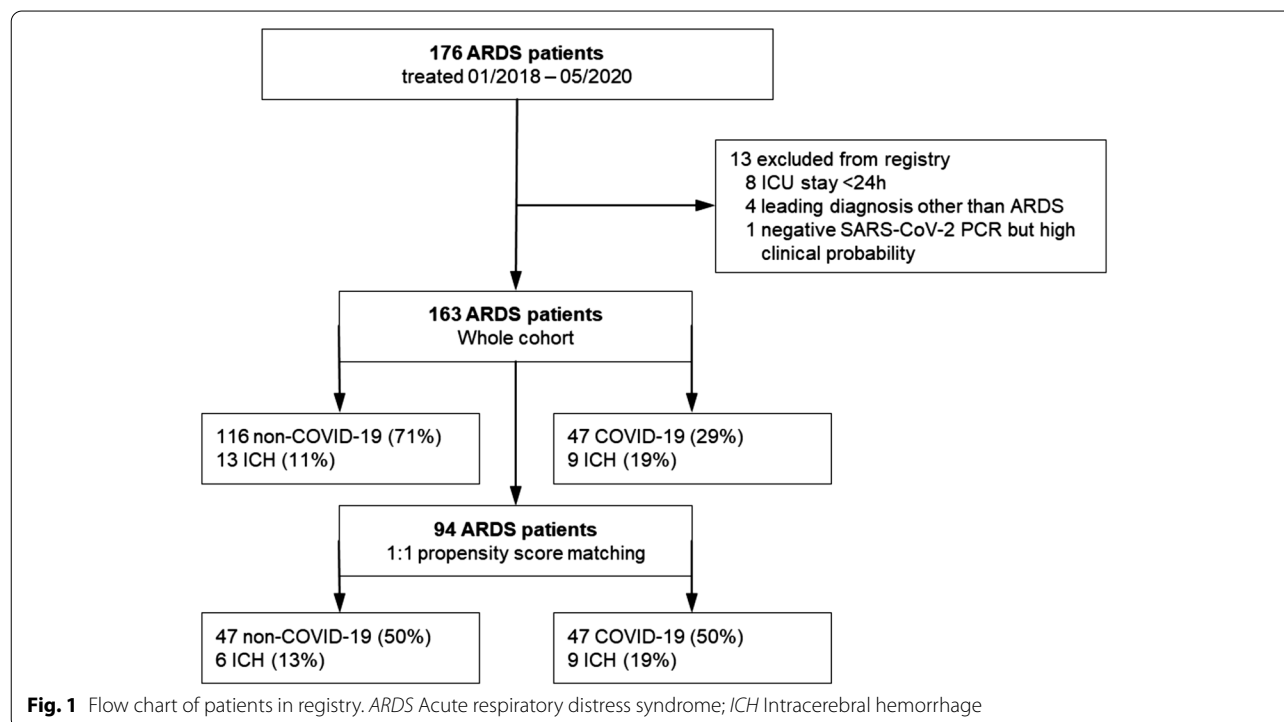 176 ARDS patients
treated 01/2018 – 05/2020
13 excluded from registry
8 ICU stay <24h
4 leading diagnosis other than ARDS
1 negative SARS-CoV-2 PCR but high
clinical probability
163 ARDS patients
Whole cohort
116 non-COVID-19 (71%)
13 ICH (11%)
47 COVID-19 (29%)
9 ICH (19%)
94 ARDS patients
1:1 propensity score matching
47 non-COVID-19 (50%)
6 ICH (13%)
47 COVID-19 (50%)
9 ICH (19%)
Fig. 1 Flow chart of patients in registry. ARDS Acute respiratory distress syndrome; ICH Intracerebral hemorrhage